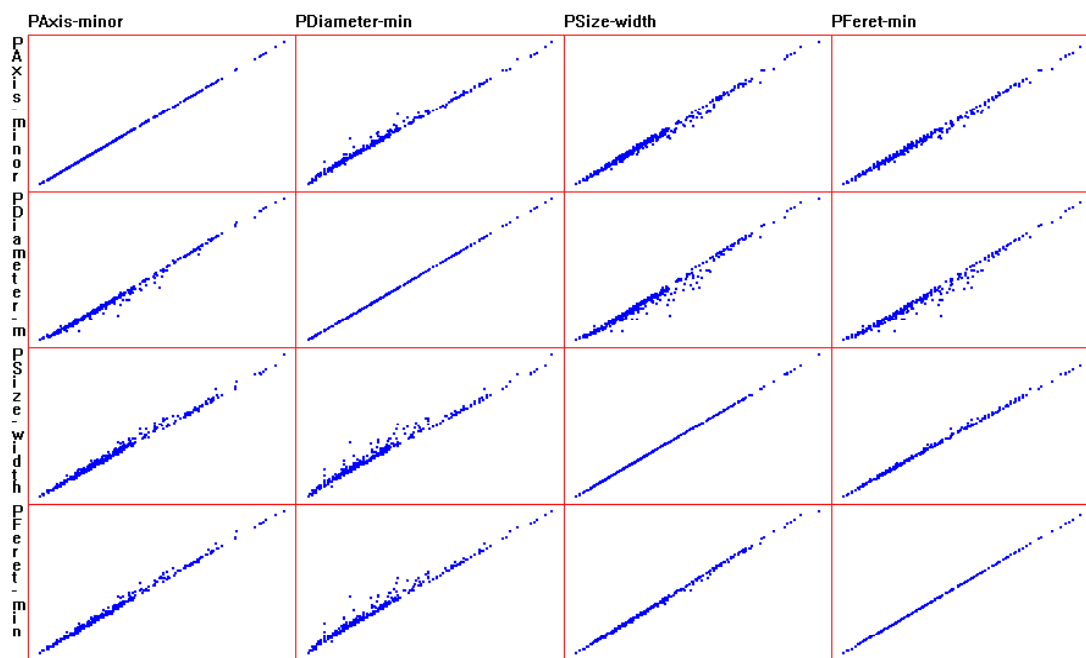 PAxis-minor PDiameter-min PSize-width PFeret-min
PAxis-minor
PDiameter-m
PSize-width
PFeret-min